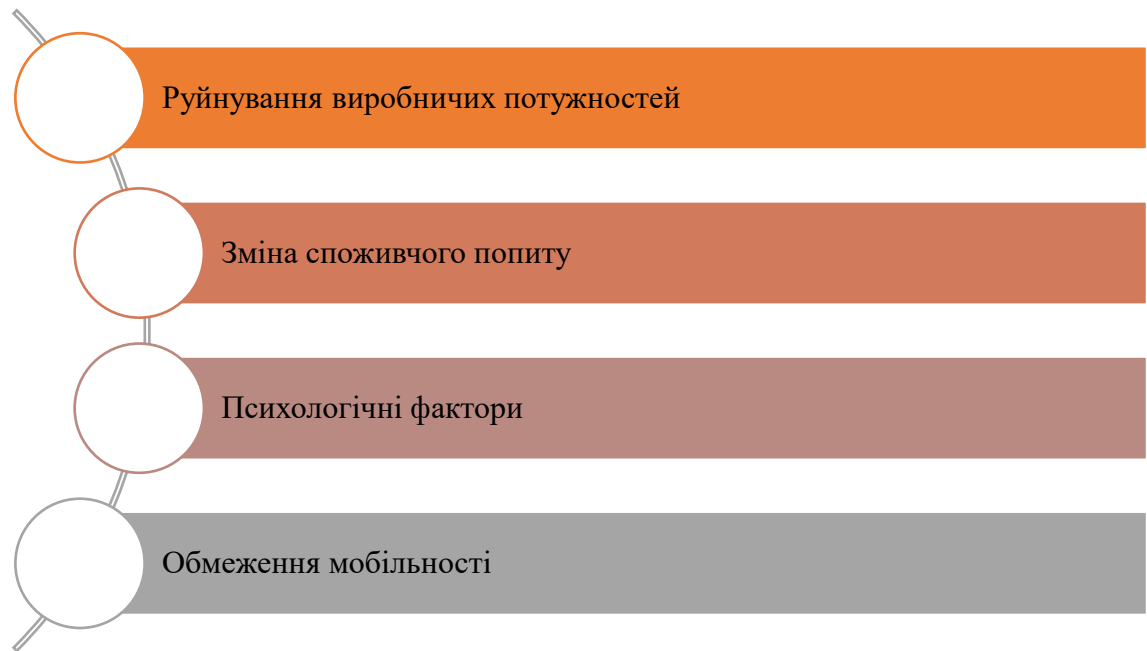 Руйнування виробничих потужностей
Зміна споживчого попиту
Психологічні фактори
Обмеження мобільності